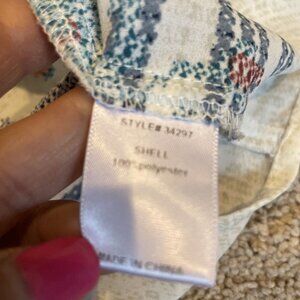 STYLE# 34297
SHELL
100% polyester
MADE IN CHINA